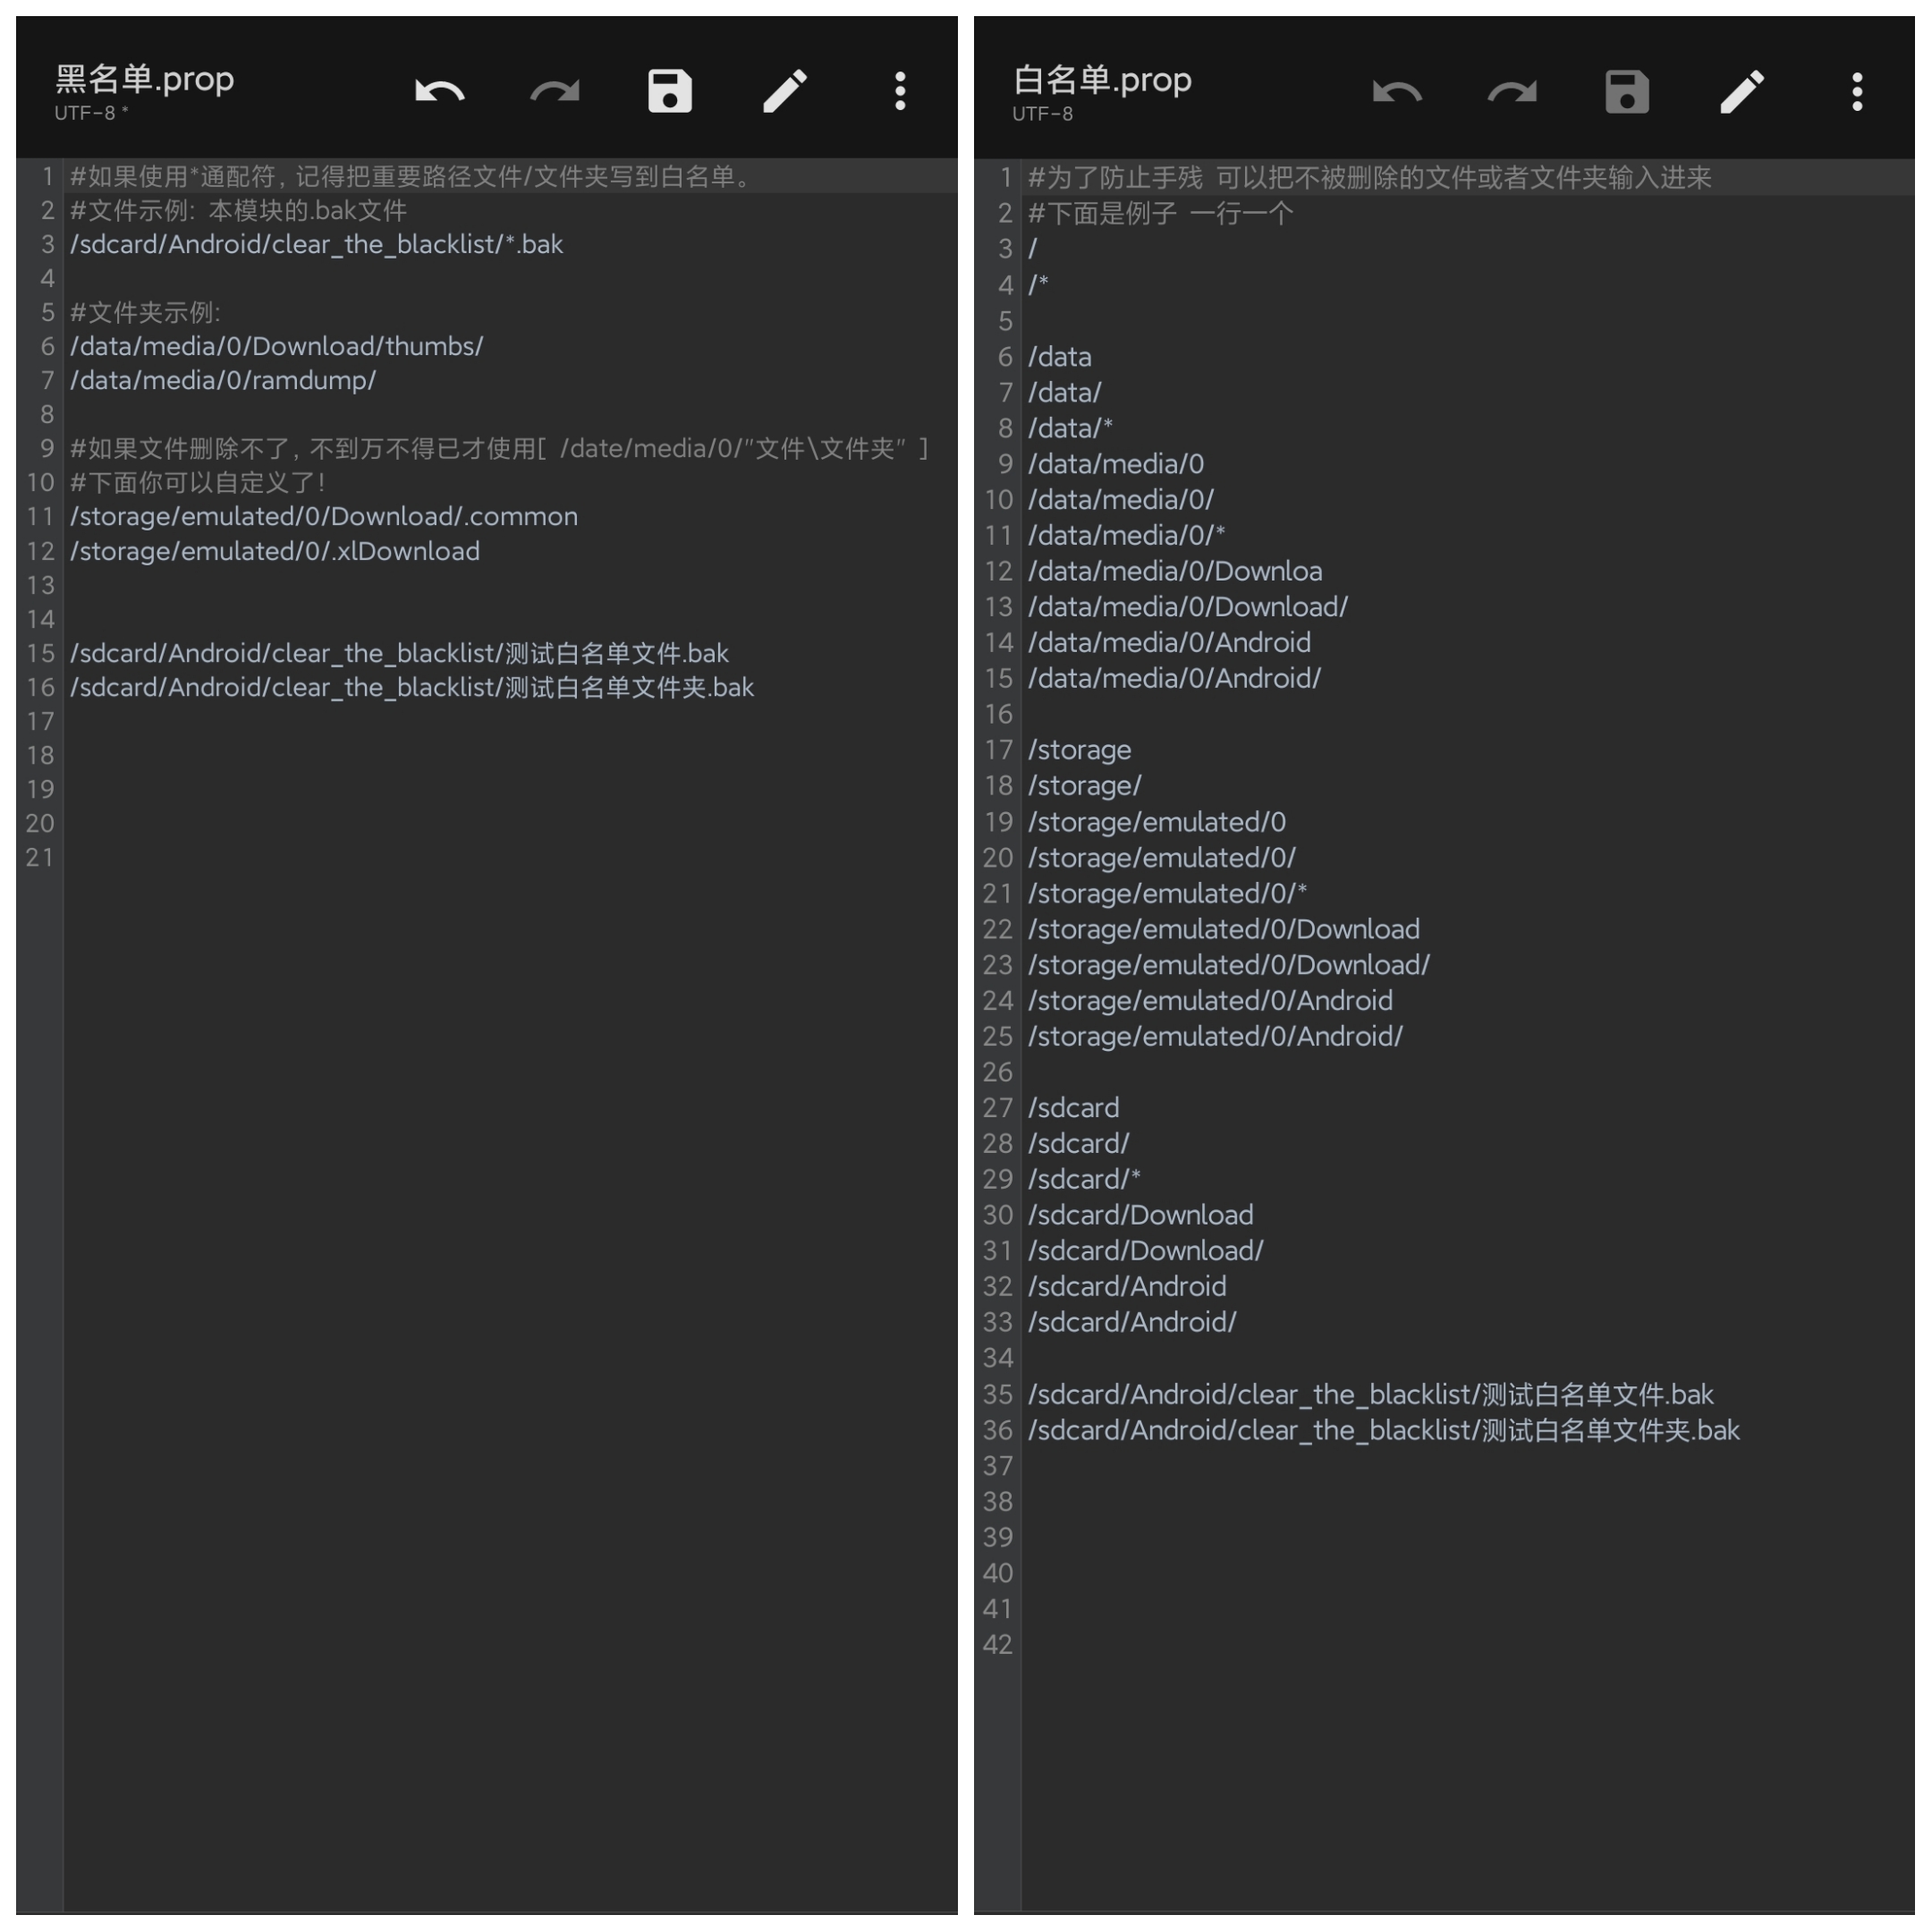 黑名单.prop
UTF-8 *
1 #如果使用*通配符，记得把重要路径文件/文件夹写到白名单。
2 #文件示例：本模块的.bak文件
3 /sdcard/Android/clear_the_blacklist/*.bak
4
5 #文件夹示例:
6 /data/media/0/Download/thumbs/
7 /data/media/0/ramdump/
8
9 #如果文件删除不了，不到万不得已才使用[ /date/media/0/"文件\文件夹" ]
10 #下面你可以自定义了！
11 /storage/emulated/0/Download/.common
12 /storage/emulated/0/.xlDownload
13
14
15 /sdcard/Android/clear_the_blacklist/测试白名单文件.bak
16 /sdcard/Android/clear_the_blacklist/测试白名单文件夹.bak
17
18
19
20
21
白名单.prop
UTF-8
1 #为了防止手残 可以把不被删除的文件或者文件夹输入进来
2 #下面是例子 一行一个
3 /
4 /*
5
6 /data
7 /data/
8 /data/*
9 /data/media/0
10 /data/media/0/
11 /data/media/0/*
12 /data/media/0/Downloa
13 /data/media/0/Download/
14 /data/media/0/Android
15 /data/media/0/Android/
16
17 /storage
18 /storage/
19 /storage/emulated/0
20 /storage/emulated/0/
21 /storage/emulated/0/*
22 /storage/emulated/0/Download
23 /storage/emulated/0/Download/
24 /storage/emulated/0/Android
25 /storage/emulated/0/Android/
26
27 /sdcard
28 /sdcard/
29 /sdcard/*
30 /sdcard/Download
31 /sdcard/Download/
32 /sdcard/Android
33 /sdcard/Android/
34
35 /sdcard/Android/clear_the_blacklist/测试白名单文件.bak
36 /sdcard/Android/clear_the_blacklist/测试白名单文件夹.bak
37
38
39
40
41
42